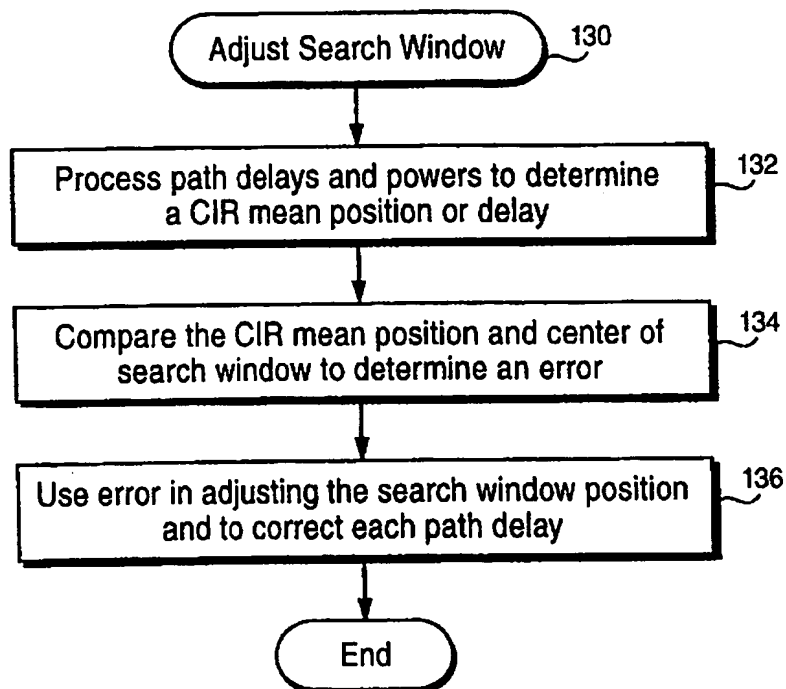 Adjust Search Window
130
Process path delays and powers to determine
a CIR mean position or delay
132
Compare the CIR mean position and center of
search window to determine an error
134
Use error in adjusting the search window position
and to correct each path delay
136
End